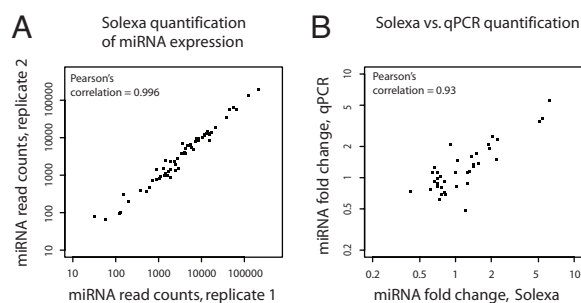 A
Solexa quantification
of miRNA expression
Pearson's
correlation = 0.996
miRNA read counts, replicate 2
10 100 1000 10000 100000
10 100 1000 10000 100000
miRNA read counts, replicate 1
B
Solexa vs. qPCR quantification
Pearson's
correlation = 0.93
miRNA fold change, qPCR
0.2 0.5 1 2 5 10
0.2 0.5 1 2 5 10
miRNA fold change, Solexa